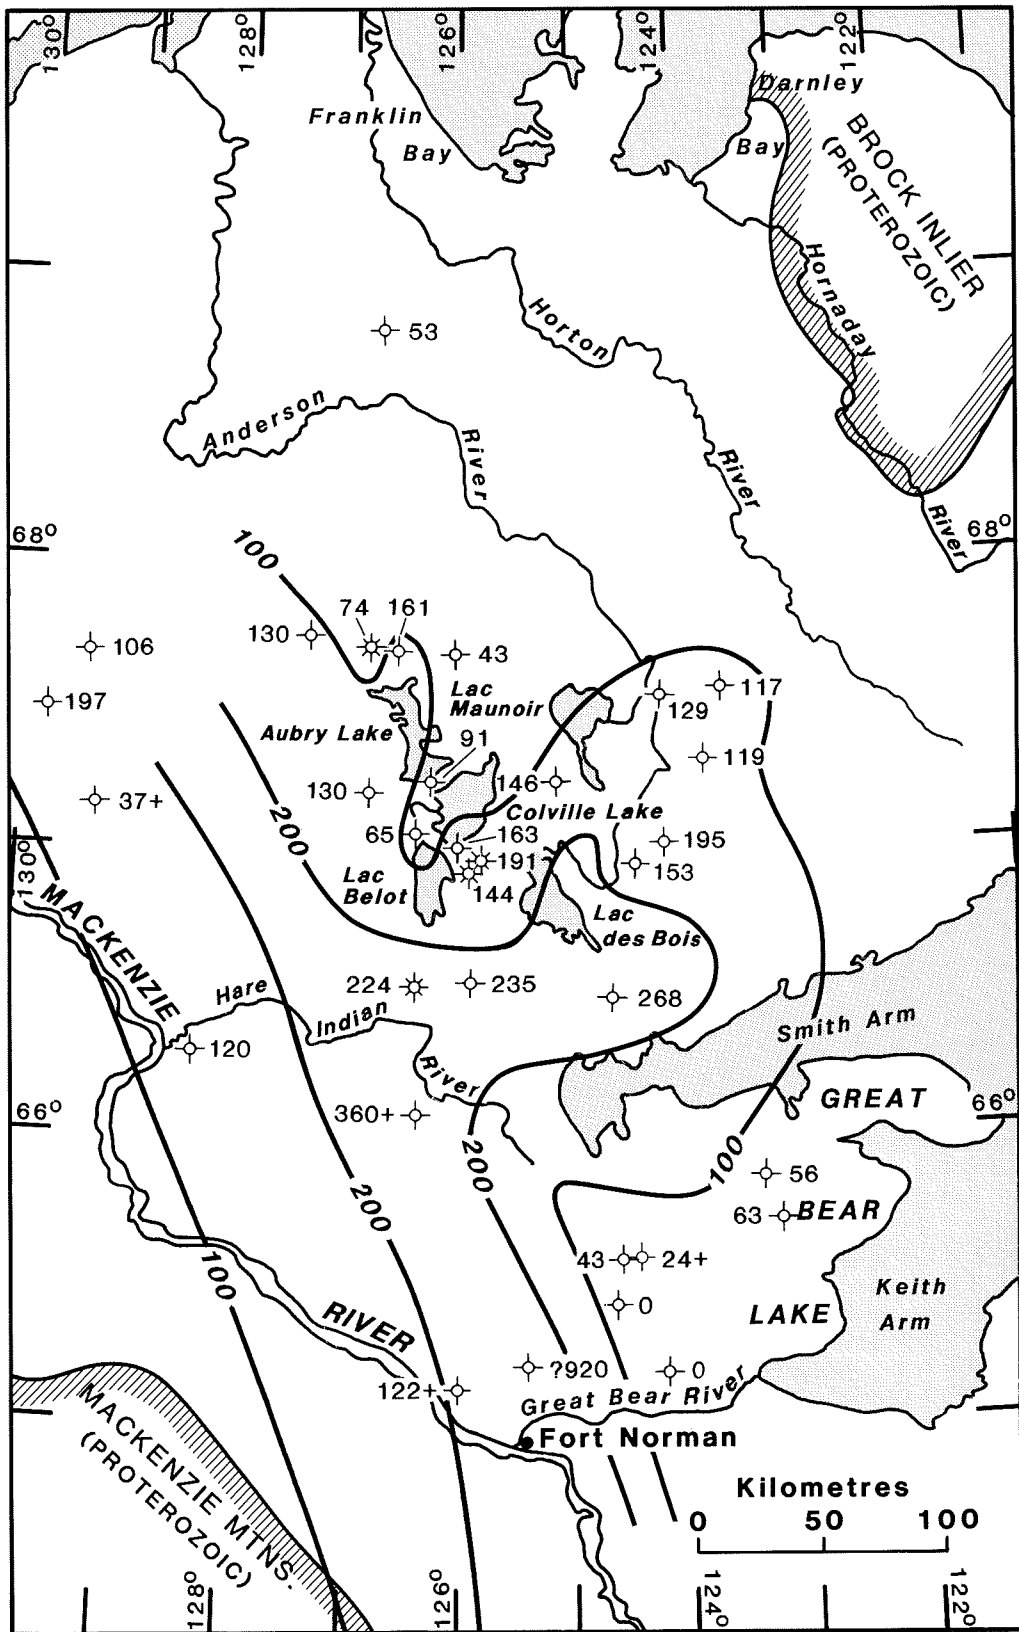 130°
128°
126°
124°
122°
Franklin
Bay
Darnley
Bay
BROCK INLIER
(PROTEROZOIC)
Hornaday
River
Horton
River
53
Anderson
River
68°
68°
100
74
161
130
43
106
197
Lac
Maunoir
Aubry Lake
91
117
129
119
37+
130
146
Colville Lake
200
65
163
191
144
195
153
130°
Lac
Belot
Lac
des Bois
MACKENZIE
RIVER
Hare
Indian
River
224
235
268
Smith Arm
120
360+
66°
66°
GREAT
BEAR
LAKE
200
100
56
63
200
43
24+
Keith
Arm
100
0
?920
0
122+
Great Bear River
Fort Norman
MACKENZIE MTNS.
(PROTEROZOIC)
Kilometres
0 50 100
128°
126°
124°
122°